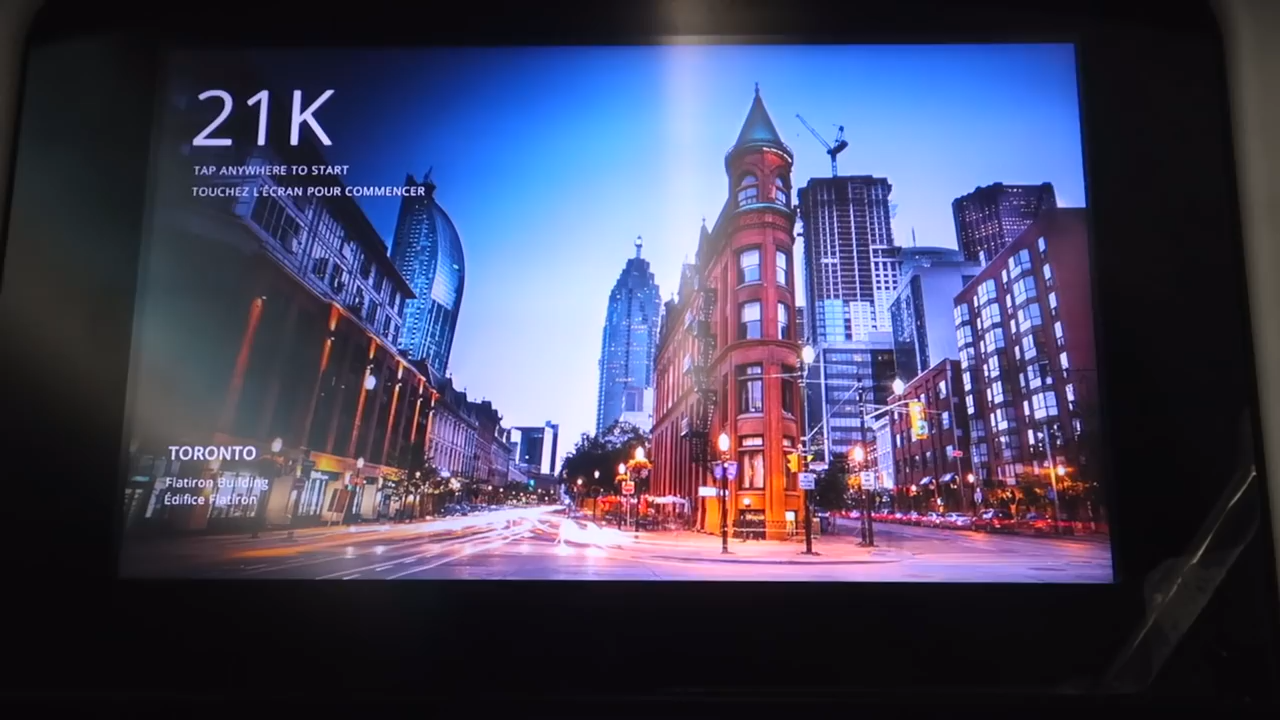 21K
TAP ANYWHERE TO START
TOUCHEZ L'ÉCRAN POUR COMMENCER
TORONTO
Flatiron Building
Édifice Flatiron